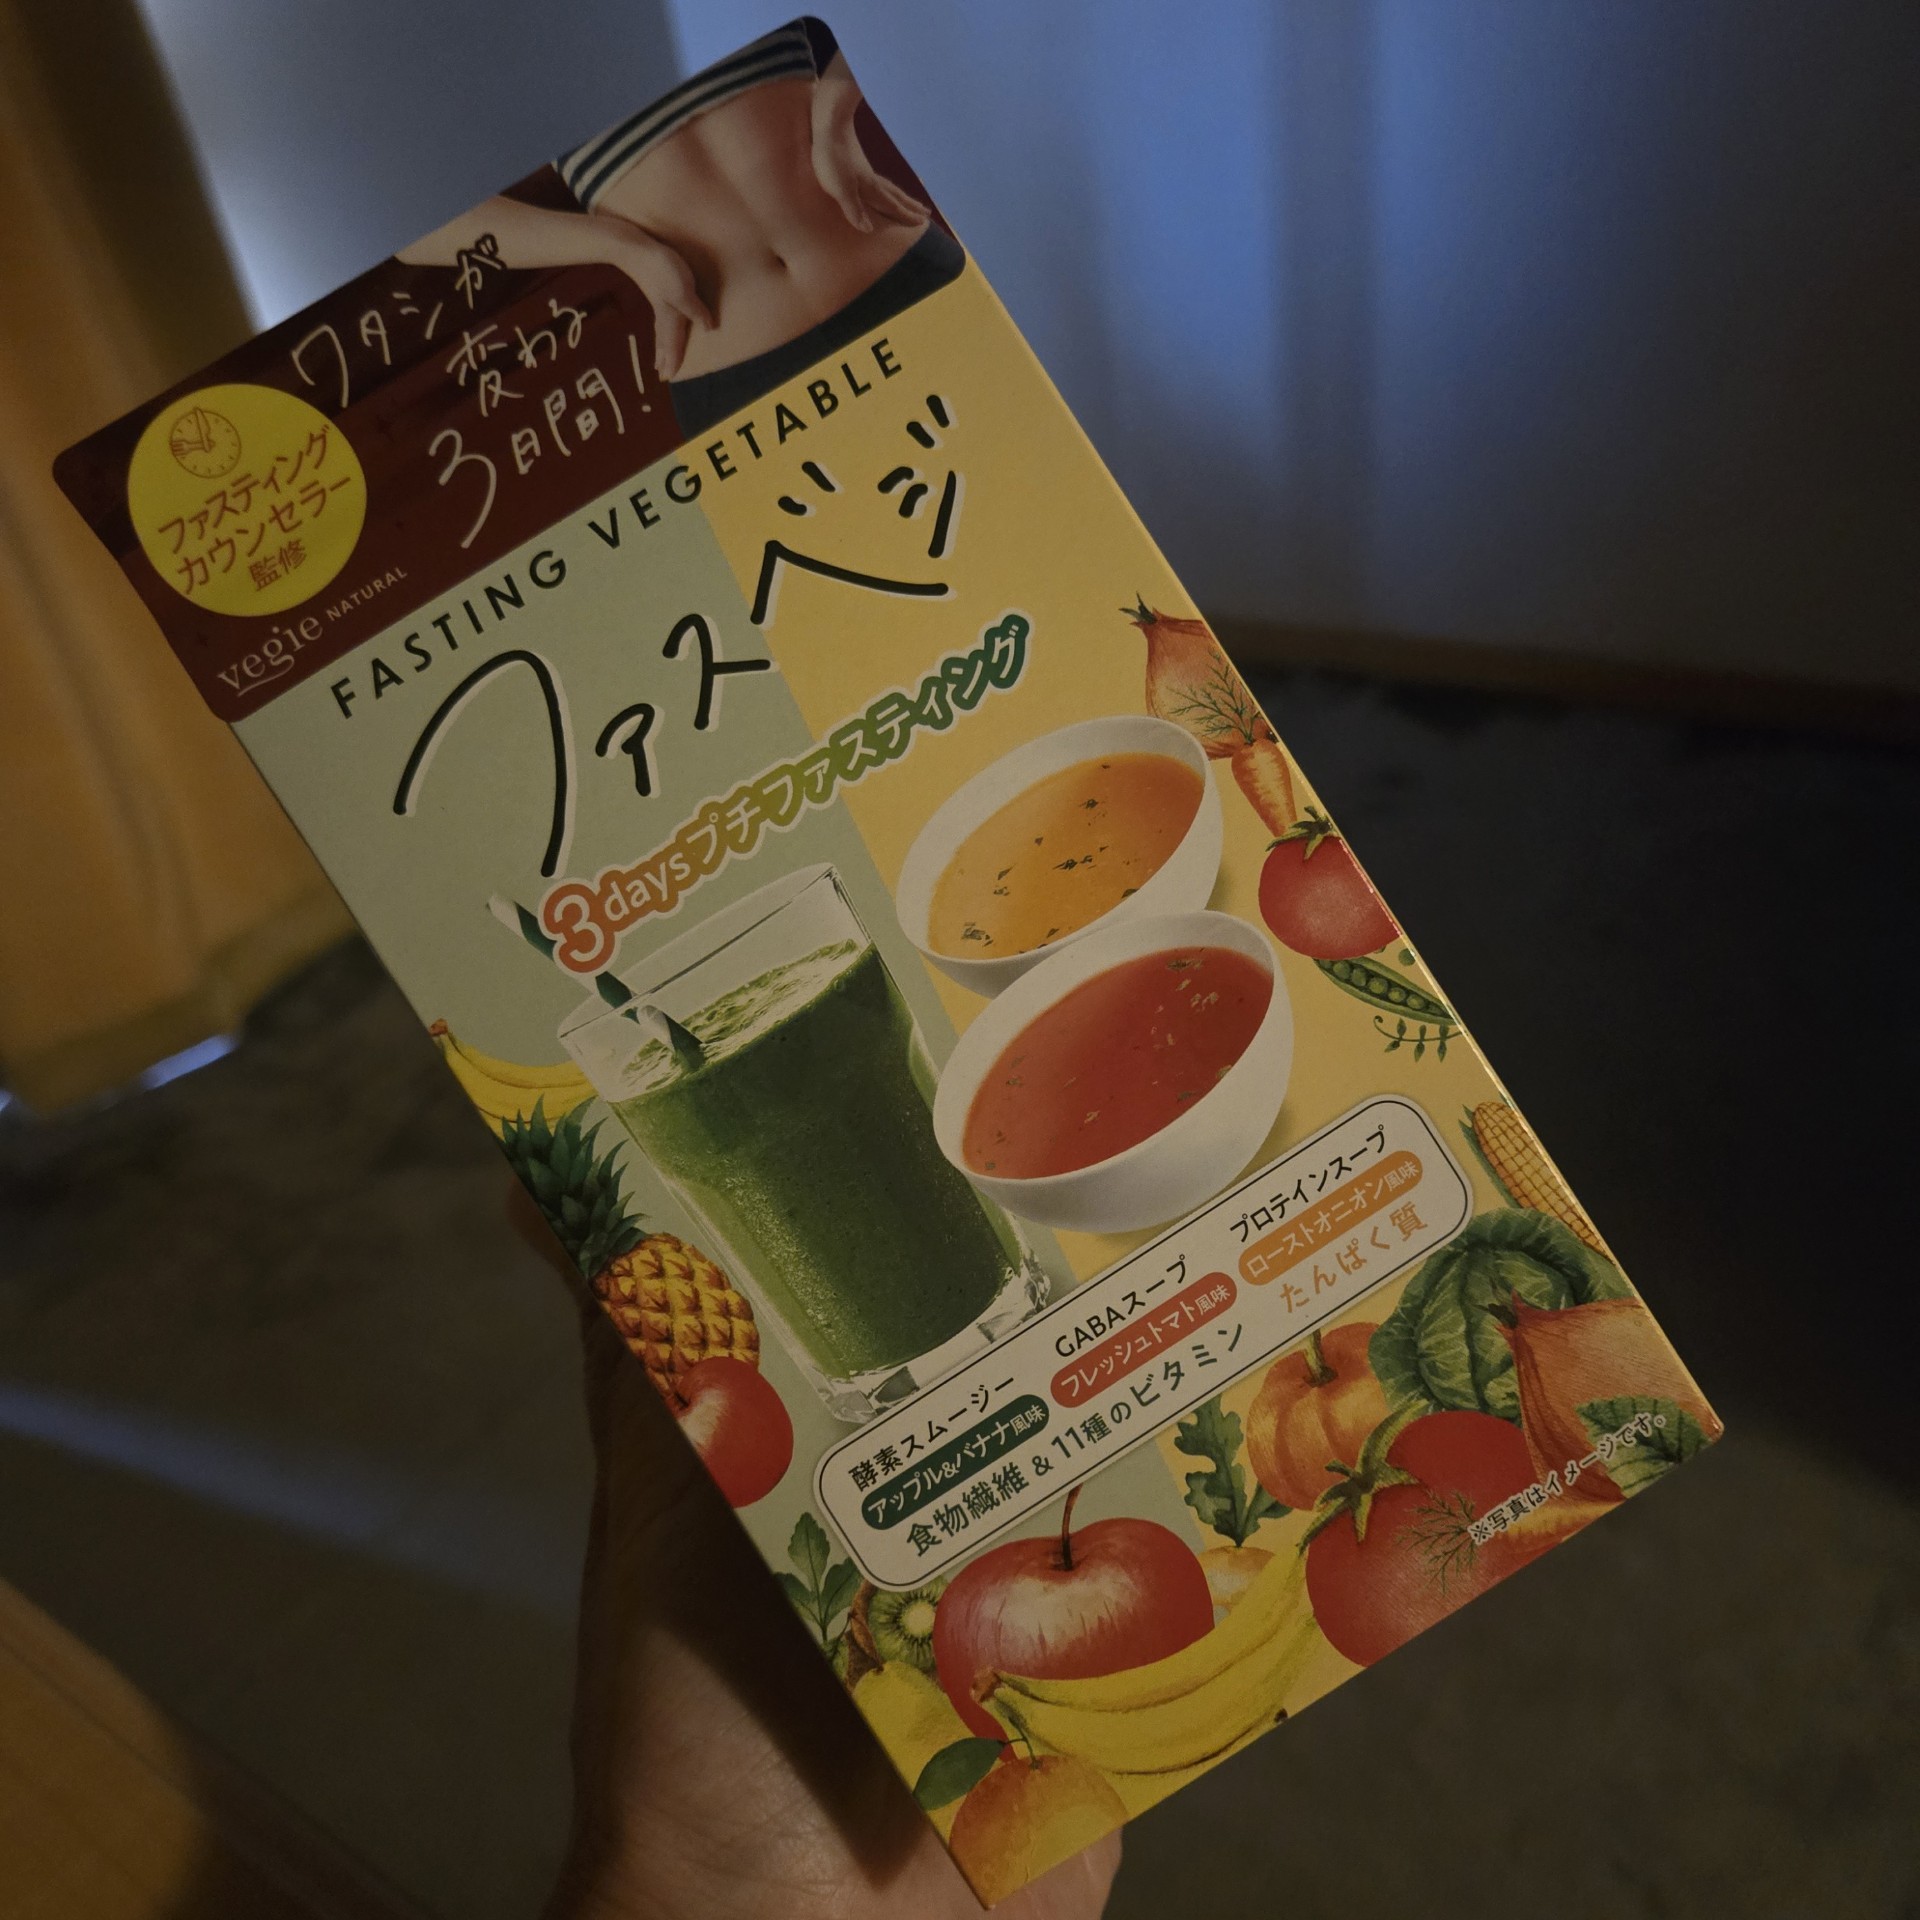 ワタシが
変わる
3日間!
ファスティング
カウンセラー
監修
vegie NATURAL
FASTING VEGETABLE
ファスベジ
3daysプチファスティング
酵素スムージー
アップル&バナナ風味
GABAスープ
フレッシュトマト風味
プロテインスープ
ローストオニオン風味
食物繊維 & 11種のビタミン
たんぱく質
※写真はイメージです。